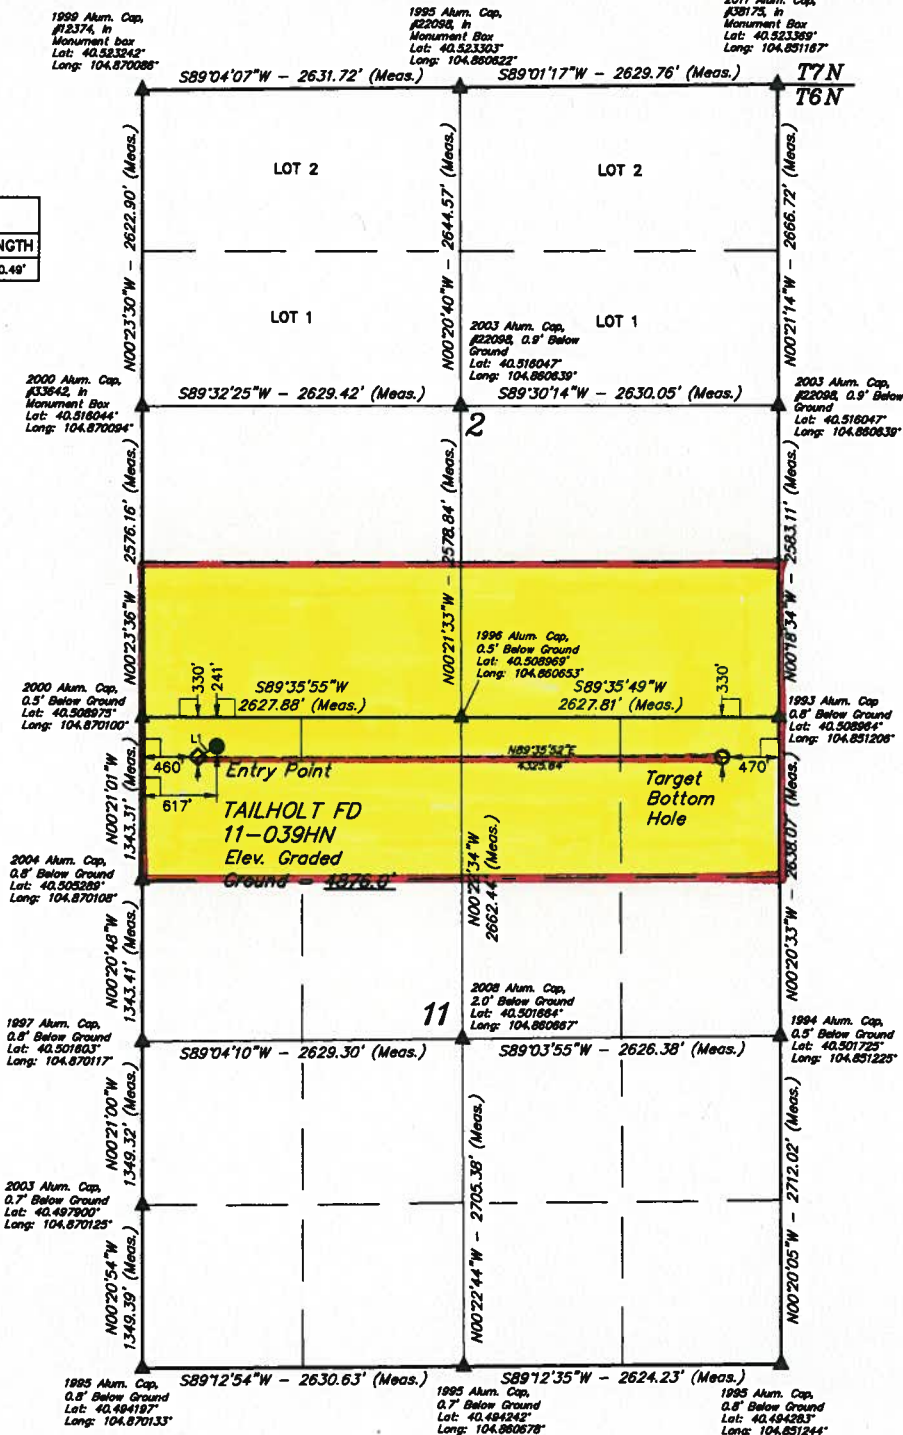 1999 Alum. Cap,
#12374, in
Monument box
Lat: 40.523242°
Long: 104.870086°
1995 Alum. Cap,
#22098, in
Monument Box
Lat: 40.523303°
Long: 104.860622°
2011 Alum. Cap,
#38175, in
Monument Box
Lat: 40.523369°
Long: 104.851167°
S89°04'07"W - 2631.72' (Meas.)
S89°01'17"W - 2629.76' (Meas.)
T7N
T6N
NGTH
0.49'
N00°23'30"W - 2622.90' (Meas.)
LOT 2
N00°20'40"W - 2644.57' (Meas.)
LOT 2
N00°21'14"W - 2666.72' (Meas.)
LOT 1
LOT 1
2003 Alum. Cap,
#22098, 0.9' Below
Ground
Lat: 40.516047°
Long: 104.860639°
2000 Alum. Cap,
#33642, in
Monument Box
Lat: 40.516044°
Long: 104.870094°
S89°32'25"W - 2629.42' (Meas.)
S89°30'14"W - 2630.05' (Meas.)
2003 Alum. Cap,
#22098, 0.9' Below
Ground
Lat: 40.516047°
Long: 104.860639°
2
N00°23'36"W - 2576.16' (Meas.)
N00°21'33"W - 2578.84' (Meas.)
N00°18'34"W - 2583.11' (Meas.)
1996 Alum. Cap,
0.5' Below Ground
Lat: 40.508969°
Long: 104.860653°
2000 Alum. Cap,
0.5' Below Ground
Lat: 40.508975°
Long: 104.870100°
330'
241'
S89°35'55"W
2627.88' (Meas.)
S89°35'49"W
2627.81' (Meas.)
330'
1993 Alum. Cap
0.8' Below Ground
Lat: 40.508964°
Long: 104.851206°
L1
460'
Entry Point
N89°35'52"E
4325.64'
470'
Target
Bottom
Hole
617'
TAILHOLT FD
11-039HN
Elev. Graded
Ground - 4876.0'
N00°21'01"W
1343.31' (Meas.)
N00°22'34"W
2662.44' (Meas.)
N00°20'33"W - 2638.07' (Meas.)
2004 Alum. Cap,
0.8' Below Ground
Lat: 40.505289°
Long: 104.870108°
N00°20'48"W
1343.41' (Meas.)
11
2008 Alum. Cap,
2.0' Below Ground
Lat: 40.501664°
Long: 104.860667°
1997 Alum. Cap,
0.8' Below Ground
Lat: 40.501603°
Long: 104.870117°
S89°04'10"W - 2629.30' (Meas.)
S89°03'55"W - 2626.38' (Meas.)
1994 Alum. Cap,
0.5' Below Ground
Lat: 40.501725°
Long: 104.851225°
N00°21'00"W
1349.32' (Meas.)
N00°22'44"W - 2705.38' (Meas.)
N00°20'05"W - 2712.02' (Meas.)
2003 Alum. Cap,
0.7' Below Ground
Lat: 40.497900°
Long: 104.870125°
N00°20'54"W
1349.39' (Meas.)
S89°12'54"W - 2630.63' (Meas.)
S89°12'35"W - 2624.23' (Meas.)
1995 Alum. Cap,
0.8' Below Ground
Lat: 40.494197°
Long: 104.870133°
1995 Alum. Cap,
0.7' Below Ground
Lat: 40.494242°
Long: 104.860678°
1995 Alum. Cap,
0.8' Below Ground
Lat: 40.494283°
Long: 104.851244°